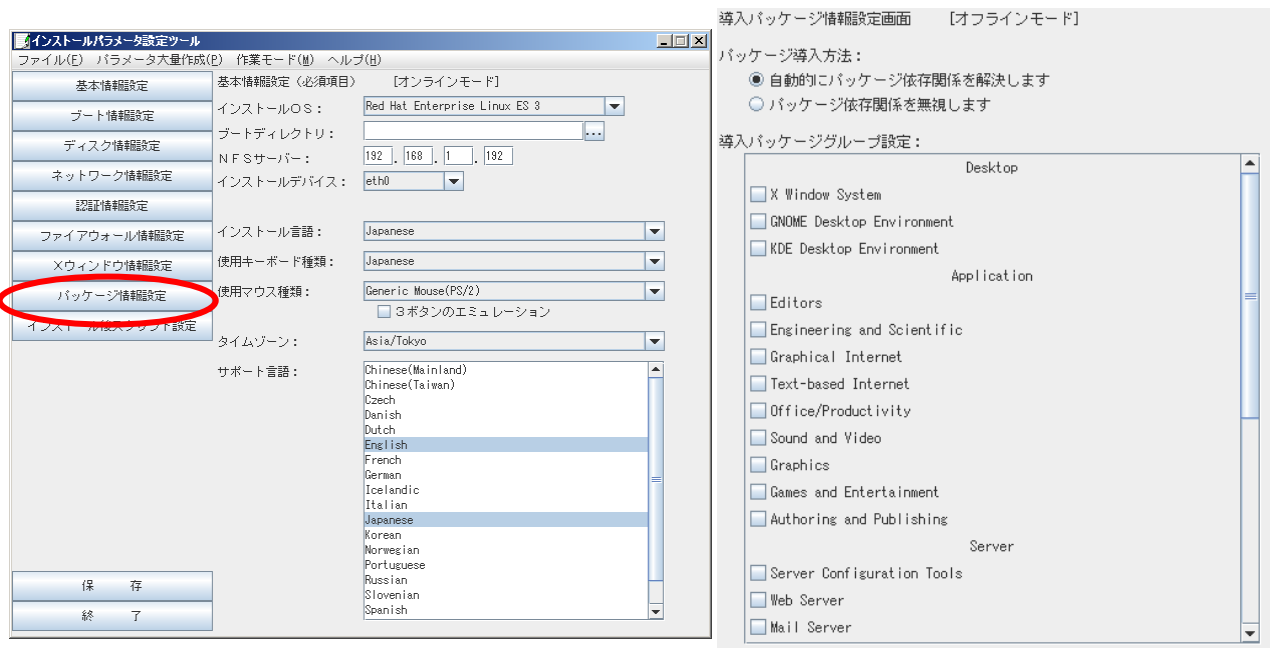 インストールパラメータ設定ツール
ファイル(F) パラメータ大量作成(P) 作業モード(M) ヘルプ(H)
基本情報設定
ブート情報設定
ディスク情報設定
ネットワーク情報設定
認証情報設定
ファイアウォール情報設定
Xウィンドウ情報設定
パッケージ情報設定
インストール後スクリプト設定
保 存
終 了
基本情報設定（必須項目） [オンラインモード]
インストールOS： Red Hat Enterprise Linux ES 3
ブートディレクトリ： ...
NFSサーバー： 192 . 168 . 1 . 192
インストールデバイス： eth0
インストール言語： Japanese
使用キーボード種類： Japanese
使用マウス種類： Generic Mouse(PS/2)
3ボタンのエミュレーション
タイムゾーン： Asia/Tokyo
サポート言語：
Chinese(Mainland)
Chinese(Taiwan)
Czech
Danish
Dutch
English
French
German
Icelandic
Italian
Japanese
Korean
Norwegian
Portuguese
Russian
Slovenian
Spanish
導入パッケージ情報設定画面 [オフラインモード]
パッケージ導入方法：
自動的にパッケージ依存関係を解決します
パッケージ依存関係を無視します
導入パッケージグループ設定：
Desktop
X Window System
GNOME Desktop Environment
KDE Desktop Environment
Application
Editors
Engineering and Scientific
Graphical Internet
Text-based Internet
Office/Productivity
Sound and Video
Graphics
Games and Entertainment
Authoring and Publishing
Server
Server Configuration Tools
Web Server
Mail Server